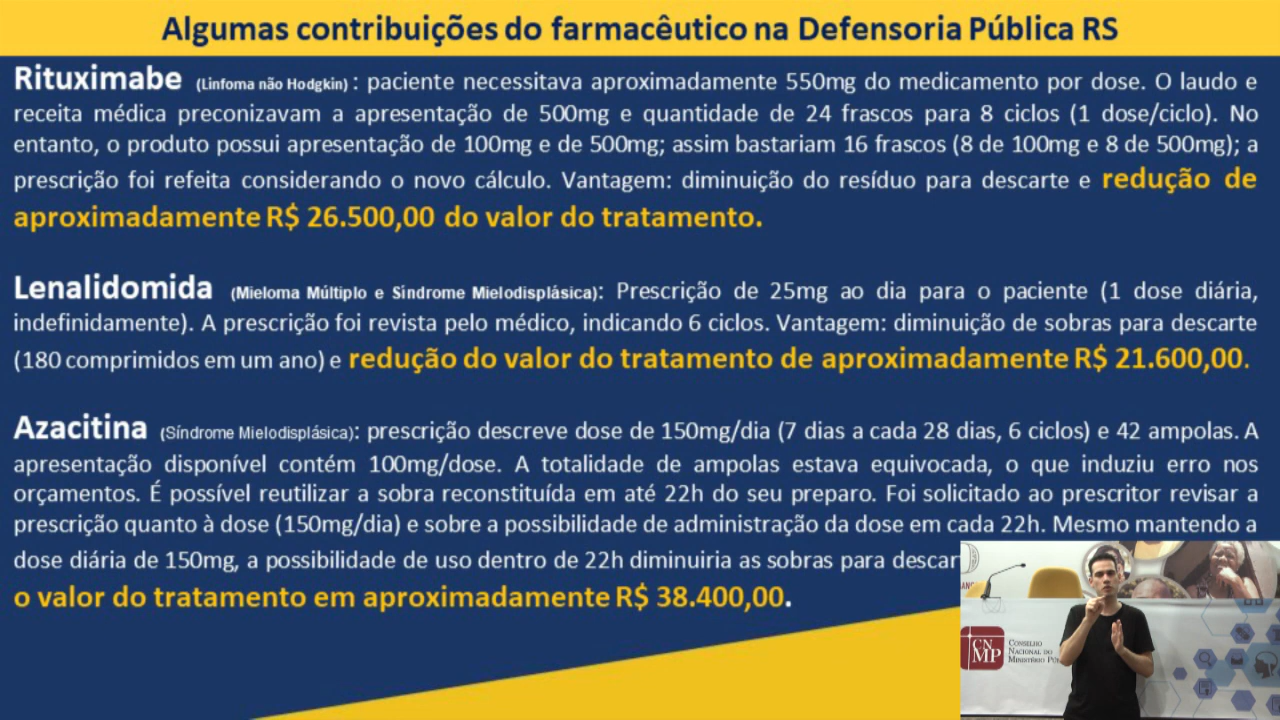 Algumas contribuições do farmacêutico na Defensoria Pública RS
Rituximabe (Linfoma não Hodgkin) : paciente necessitava aproximadamente 550mg do medicamento por dose. O laudo e
receita médica preconizavam a apresentação de 500mg e quantidade de 24 frascos para 8 ciclos (1 dose/ciclo). No
entanto, o produto possui apresentação de 100mg e de 500mg; assim bastariam 16 frascos (8 de 100mg e 8 de 500mg); a
prescrição foi refeita considerando o novo cálculo. Vantagem: diminuição do resíduo para descarte e redução de
aproximadamente R$ 26.500,00 do valor do tratamento.
Lenalidomida (Mieloma Múltiplo e Síndrome Mielodisplásica): Prescrição de 25mg ao dia para o paciente (1 dose diária,
indefinidamente). A prescrição foi revista pelo médico, indicando 6 ciclos. Vantagem: diminuição de sobras para descarte
(180 comprimidos em um ano) e redução do valor do tratamento de aproximadamente R$ 21.600,00.
Azacitina (Síndrome Mielodisplásica): prescrição descreve dose de 150mg/dia (7 dias a cada 28 dias, 6 ciclos) e 42 ampolas. A
apresentação disponível contém 100mg/dose. A totalidade de ampolas estava equivocada, o que induziu erro nos
orçamentos. É possível reutilizar a sobra reconstituída em até 22h do seu preparo. Foi solicitado ao prescritor revisar a
prescrição quanto à dose (150mg/dia) e sobre a possibilidade de administração da dose em cada 22h. Mesmo mantendo a
dose diária de 150mg, a possibilidade de uso dentro de 22h diminuiria as sobras para descar
o valor do tratamento em aproximadamente R$ 38.400,00.
CN
MP
CONSELHO
NACIONAL DO
MINISTÉRIO PÚ